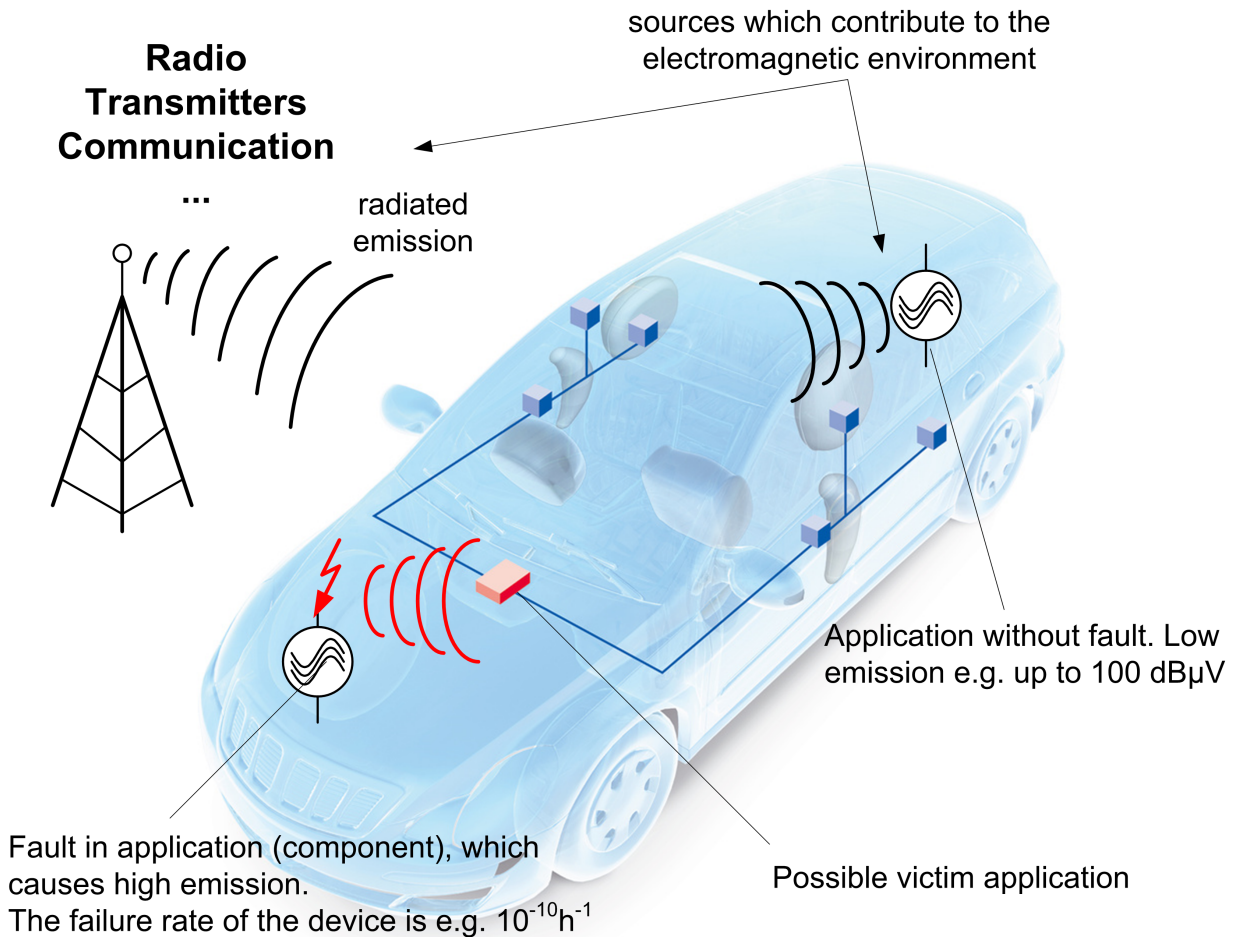 sources which contribute to the
electromagnetic environment
Radio
Transmitters
Communication
...
radiated
emission
Application without fault. Low
emission e.g. up to 100 dBµV
Possible victim application
Fault in application (component), which
causes high emission.
The failure rate of the device is e.g. 10⁻¹⁰h⁻¹